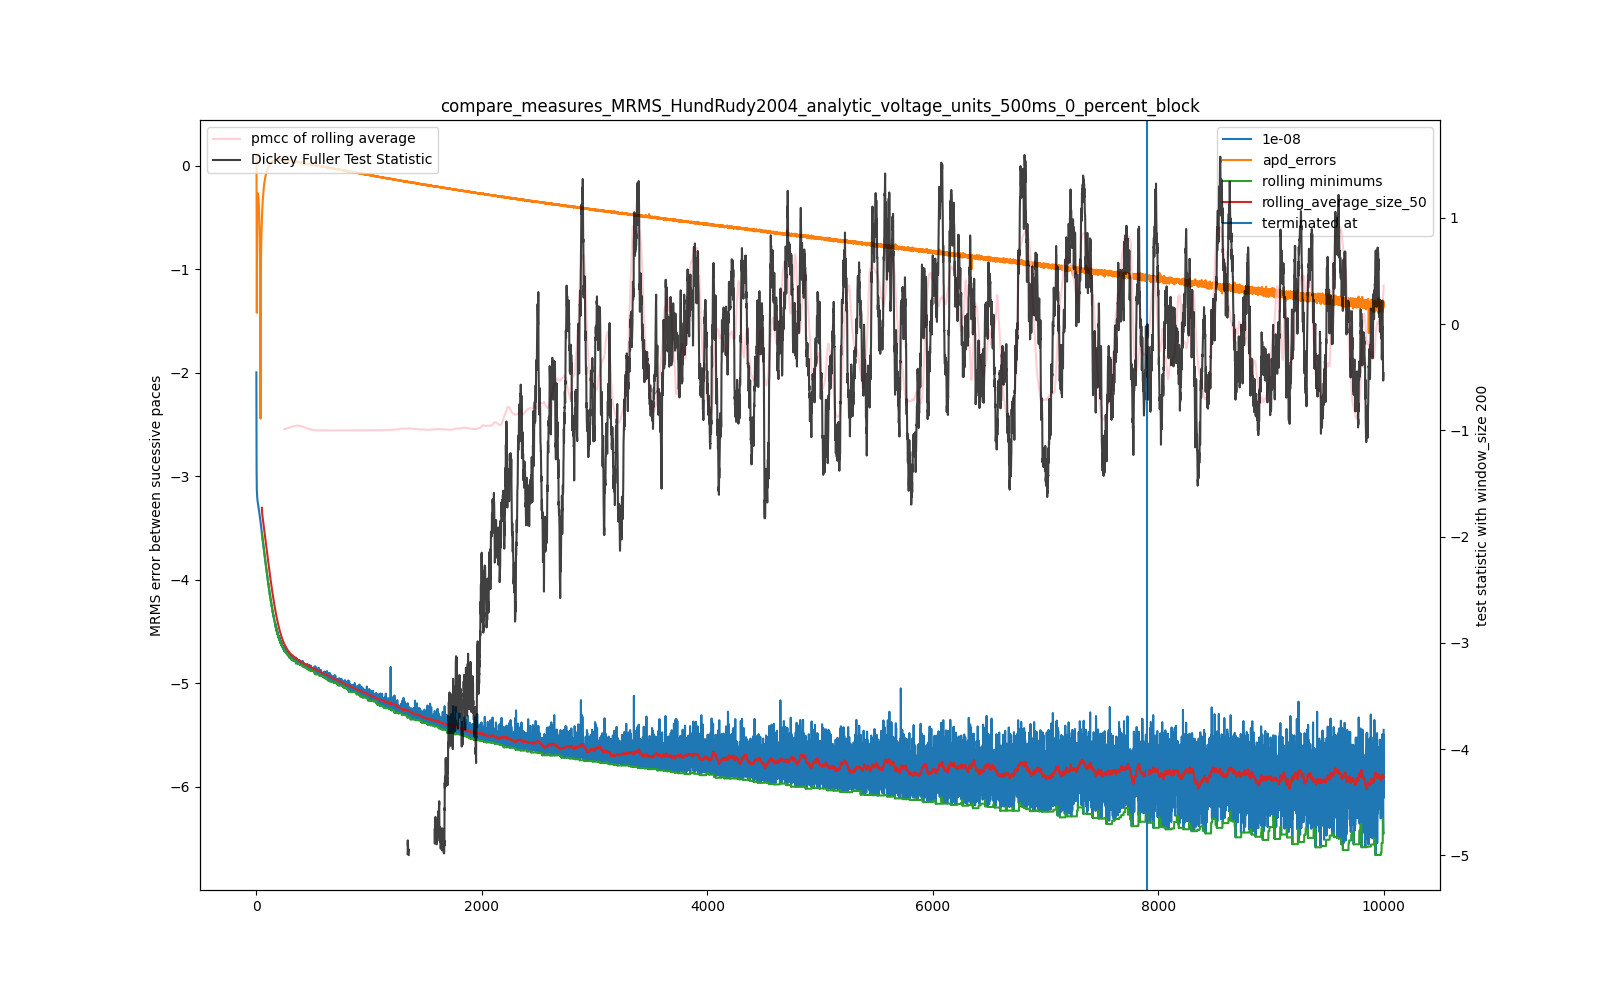 compare_measures_MRMS_HundRudy2004_analytic_voltage_units_500ms_0_percent_block
pmcc of rolling average
Dickey Fuller Test Statistic
1e-08
apd_errors
rolling minimums
rolling_average_size_50
terminated at
MRMS error between sucessive paces
0
−1
−2
−3
−4
−5
−6
test statistic with window_size 200
1
0
−1
−2
−3
−4
−5
0
2000
4000
6000
8000
10000